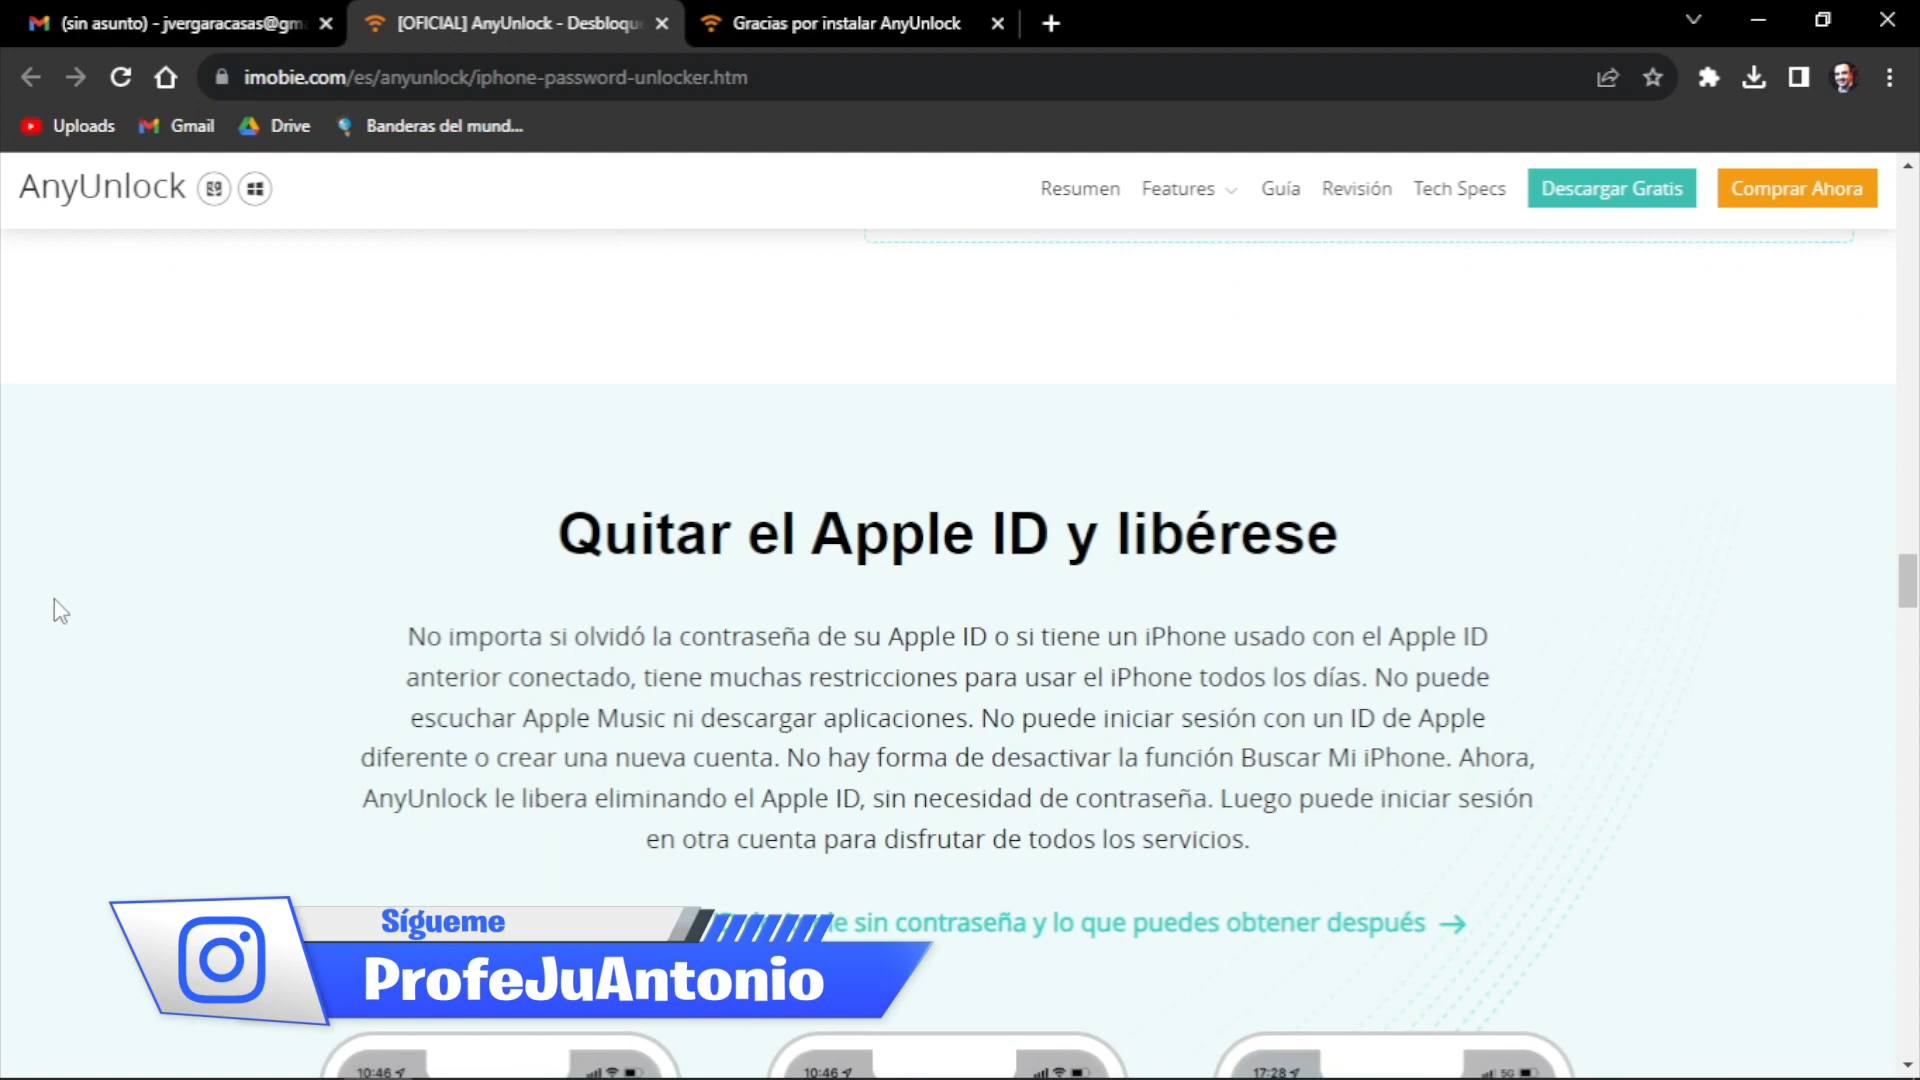 (sin asunto) - jvergaracasas@gm
[OFICIAL] AnyUnlock - Desbloqu
Gracias por instalar AnyUnlock
imobie.com/es/anyunlock/iphone-password-unlocker.htm
Uploads
Gmail
Drive
Banderas del mund...
AnyUnlock
Resumen
Features
Guía
Revisión
Tech Specs
Descargar Gratis
Comprar Ahora
Quitar el Apple ID y libérese
No importa si olvidó la contraseña de su Apple ID o si tiene un iPhone usado con el Apple ID
anterior conectado, tiene muchas restricciones para usar el iPhone todos los días. No puede
escuchar Apple Music ni descargar aplicaciones. No puede iniciar sesión con un ID de Apple
diferente o crear una nueva cuenta. No hay forma de desactivar la función Buscar Mi iPhone. Ahora,
AnyUnlock le libera eliminando el Apple ID, sin necesidad de contraseña. Luego puede iniciar sesión
en otra cuenta para disfrutar de todos los servicios.
sin contraseña y lo que puedes obtener después →
Sígueme
ProfeJuAntonio
10:46
10:46
17:28
5G